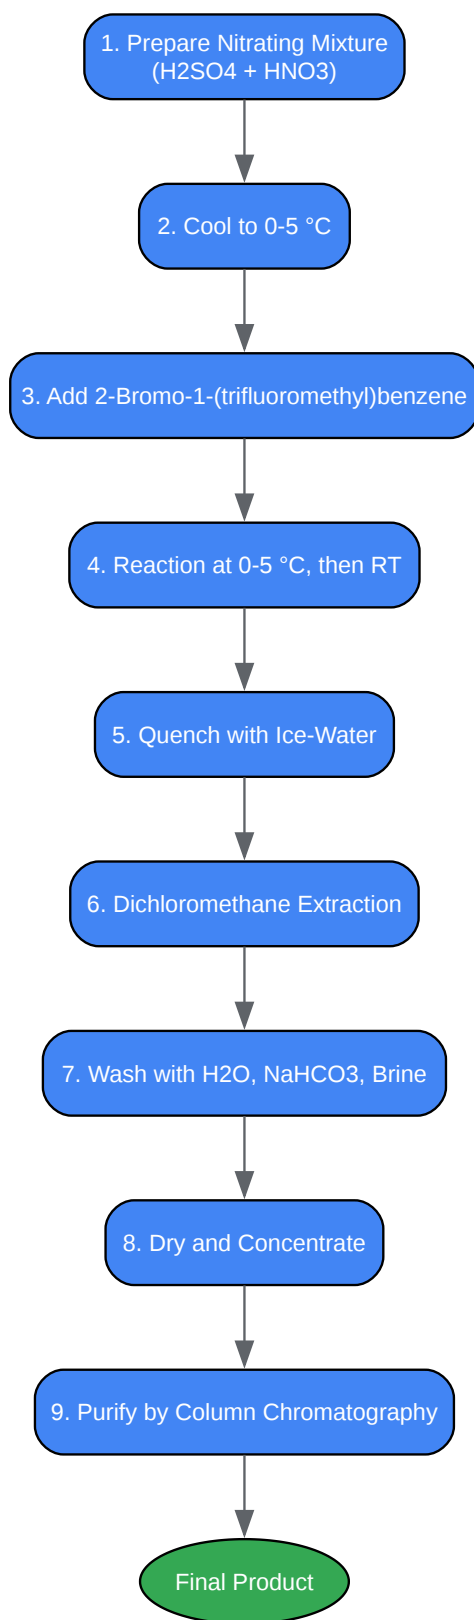 1. Prepare Nitrating Mixture
(H2SO4 + HNO3)
2. Cool to 0-5 °C
3. Add 2-Bromo-1-(trifluoromethyl)benzene
4. Reaction at 0-5 °C, then RT
5. Quench with Ice-Water
6. Dichloromethane Extraction
7. Wash with H2O, NaHCO3, Brine
8. Dry and Concentrate
9. Purify by Column Chromatography
Final Product